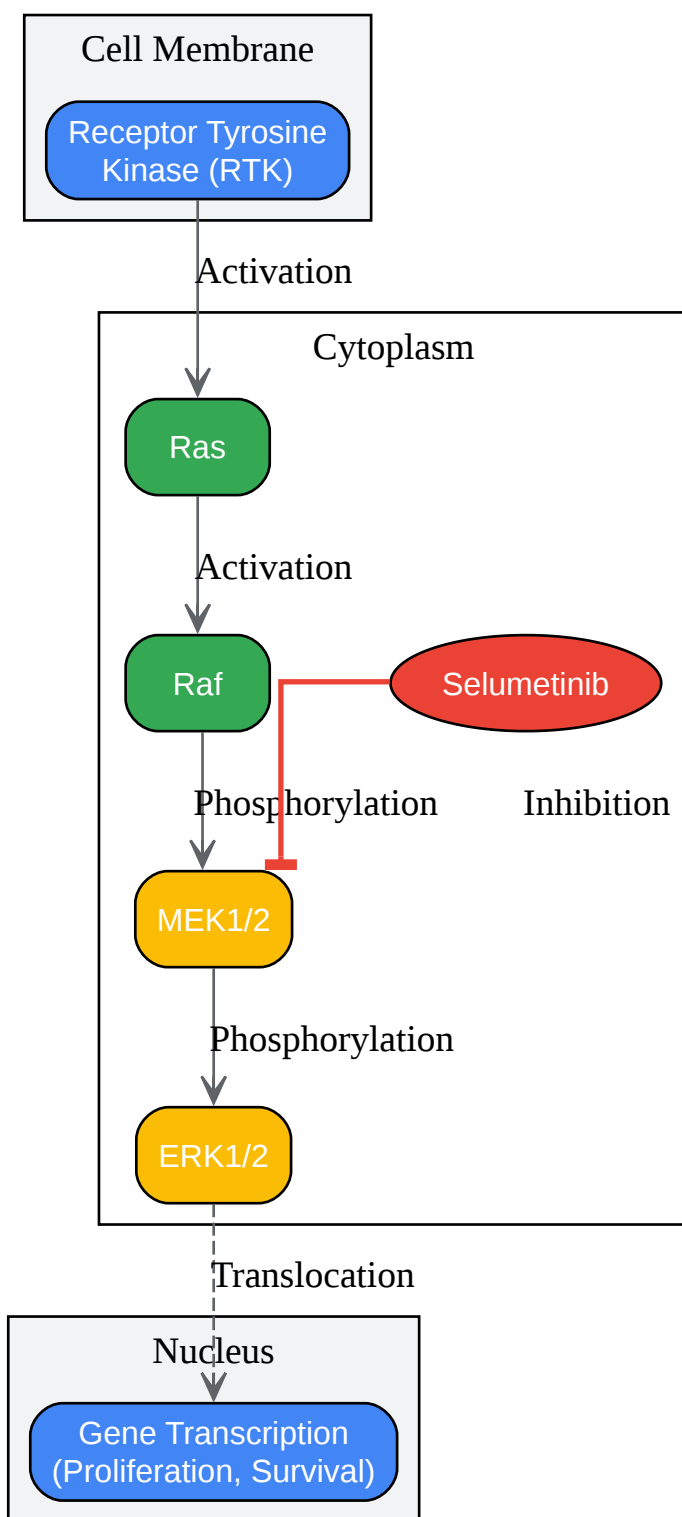 Cell Membrane
Receptor Tyrosine
Kinase (RTK)
Activation
Cytoplasm
Ras
Activation
Raf
Selumetinib
Phosphorylation
Inhibition
MEK1/2
Phosphorylation
ERK1/2
Translocation
Nucleus
Gene Transcription
(Proliferation, Survival)